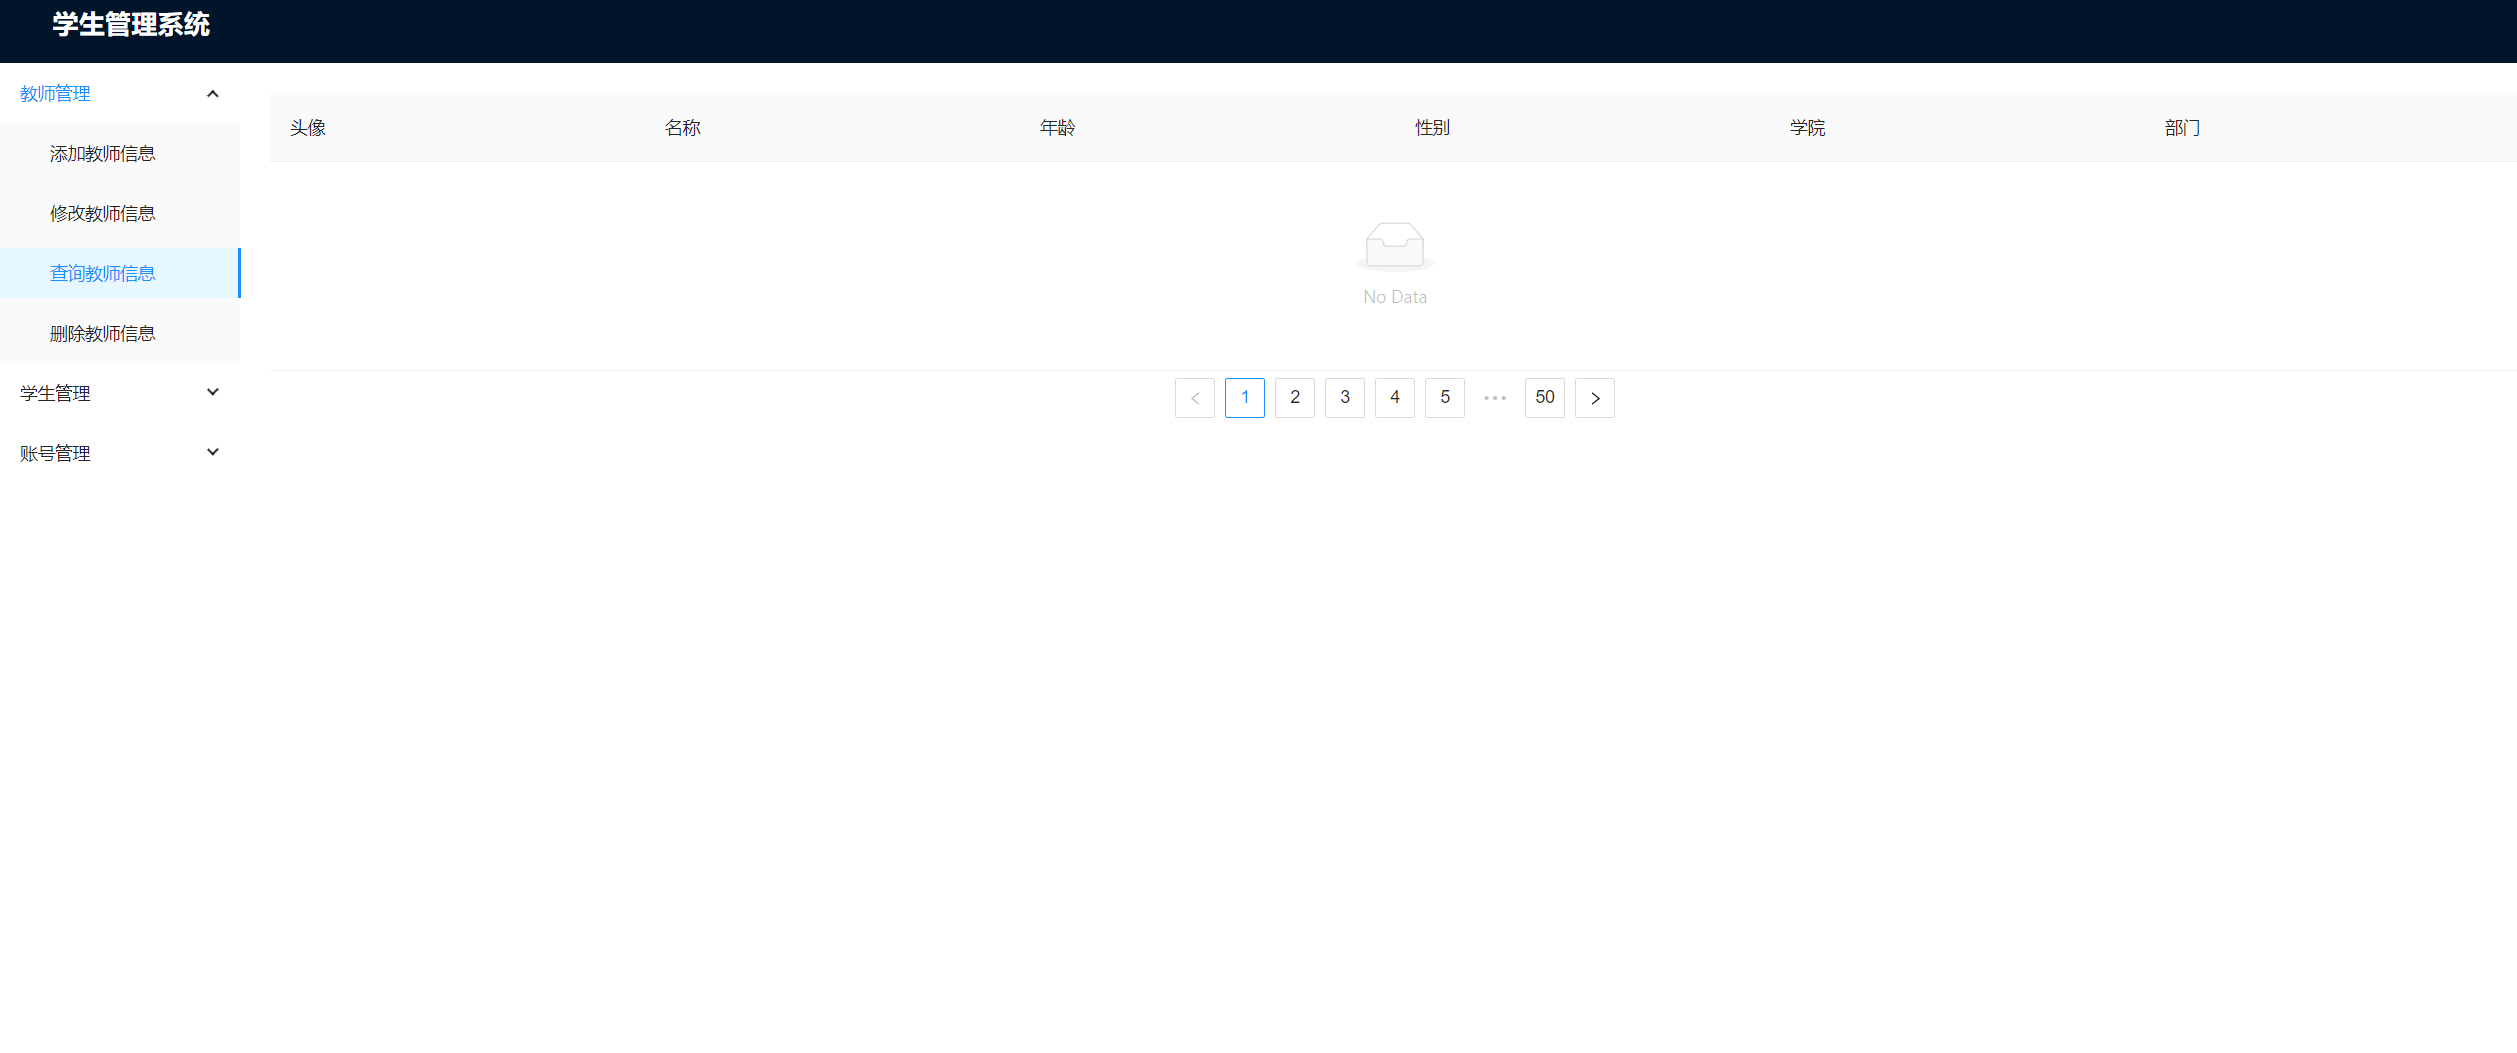 学生管理系统
教师管理
添加教师信息
修改教师信息
查询教师信息
删除教师信息
学生管理
账号管理
头像 名称 年龄 性别 学院 部门
No Data
1 2 3 4 5 ••• 50